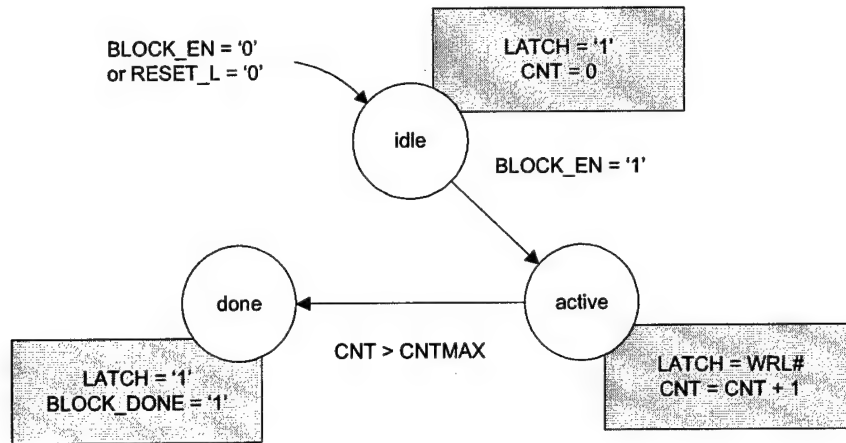 BLOCK_EN = ‘0’
or RESET_L = ‘0’
LATCH = ‘1’
CNT = 0
idle
BLOCK_EN = ‘1’
done
active
CNT > CNTMAX
LATCH = ‘1’
BLOCK_DONE = ‘1’
LATCH = WRL#
CNT = CNT + 1